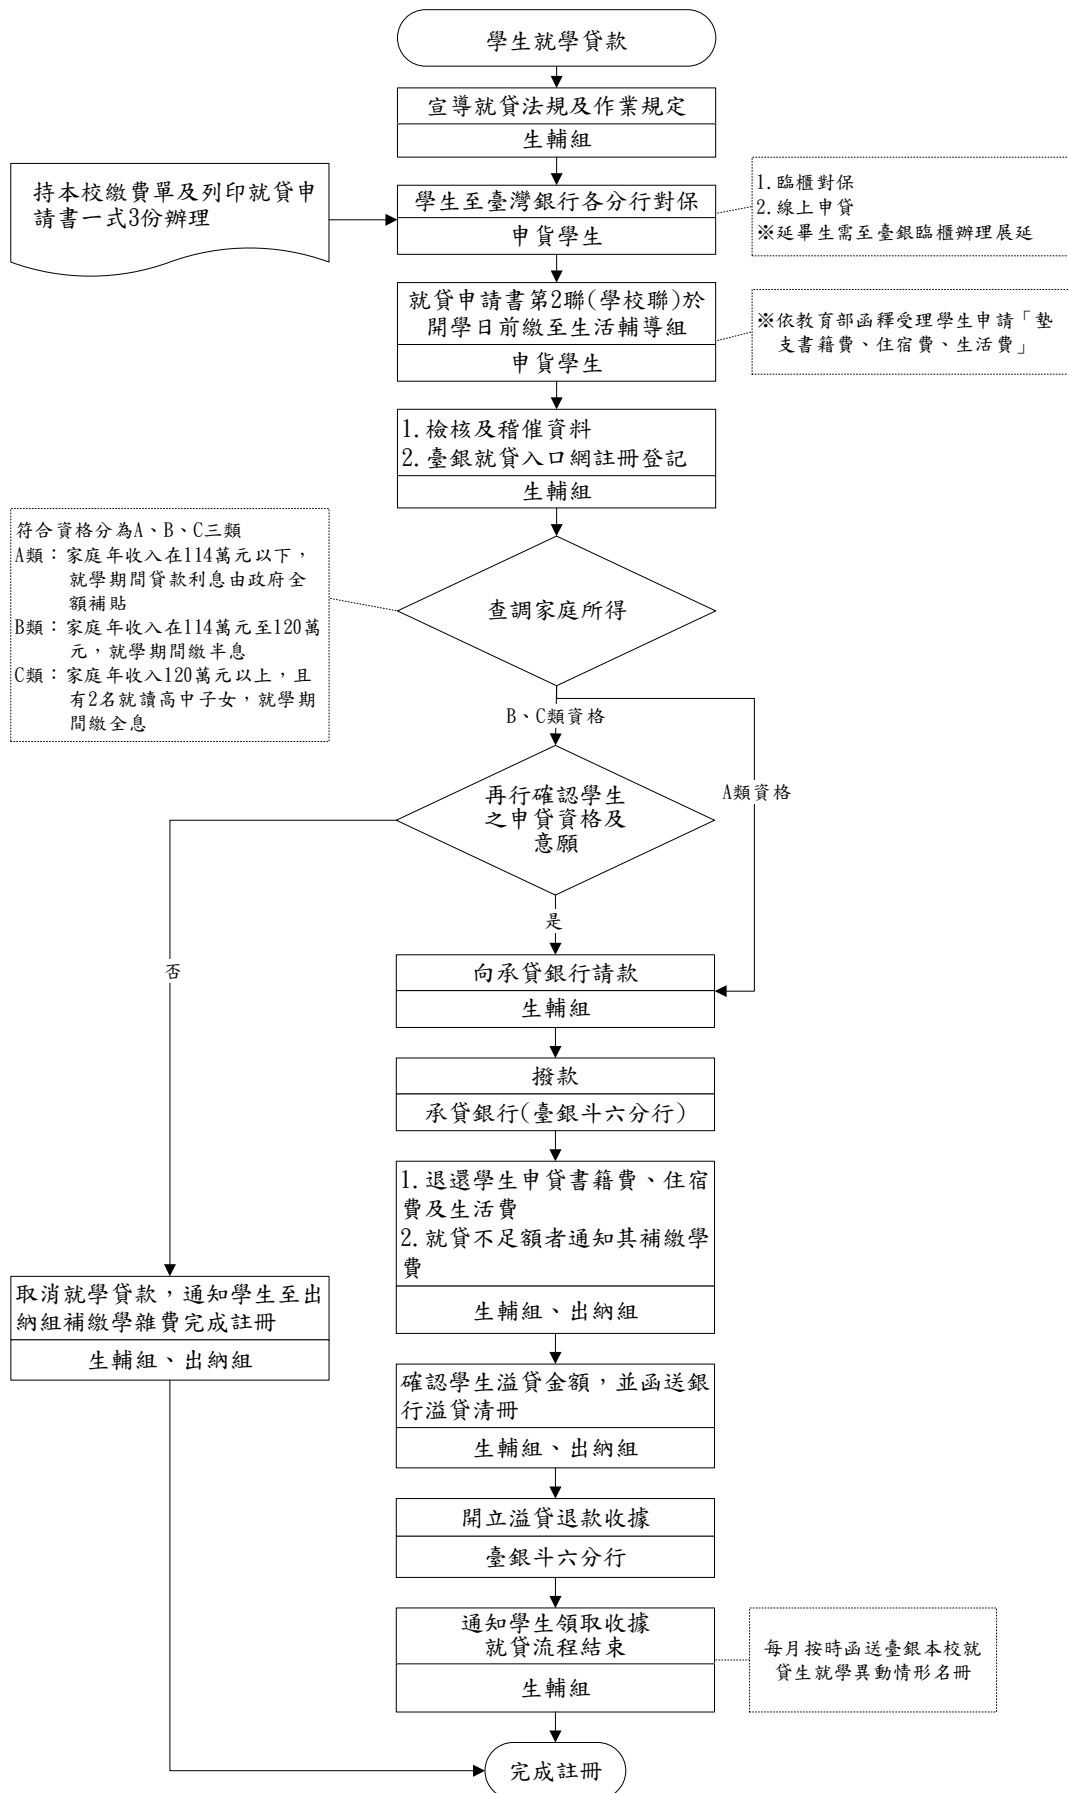 學生就學貸款
宣導就貸法規及作業規定
生輔組
持本校繳費單及列印就貸申
請書一式3份辦理
學生至臺灣銀行各分行對保
申貸學生
1.臨櫃對保
2.線上申貸
※延畢生需至臺銀臨櫃辦理展延
就貸申請書第2聯(學校聯)於
開學日前繳至生活輔導組
申貸學生
※依教育部函釋受理學生申請「墊
支書籍費、住宿費、生活費」
1.檢核及稽催資料
2.臺銀就貸入口網註冊登記
生輔組
符合資格分為A、B、C三類
A類：家庭年收入在114萬元以下，
就學期間貸款利息由政府全
額補貼
B類：家庭年收入在114萬元至120萬
元，就學期間繳半息
C類：家庭年收入120萬元以上，且
有2名就讀高中子女，就學期
間繳全息
查調家庭所得
B、C類資格
A類資格
再行確認學生
之申貸資格及
意願
是
否
向承貸銀行請款
生輔組
撥款
承貸銀行(臺銀斗六分行)
1.退還學生申貸書籍費、住宿
費及生活費
2.就貸不足額者通知其補繳學
費
生輔組、出納組
取消就學貸款，通知學生至出
納組補繳學雜費完成註冊
生輔組、出納組
確認學生溢貸金額，並函送銀
行溢貸清冊
生輔組、出納組
開立溢貸退款收據
臺銀斗六分行
通知學生領取收據
就貸流程結束
生輔組
每月按時函送臺銀本校就
貸生就學異動情形名冊
完成註冊